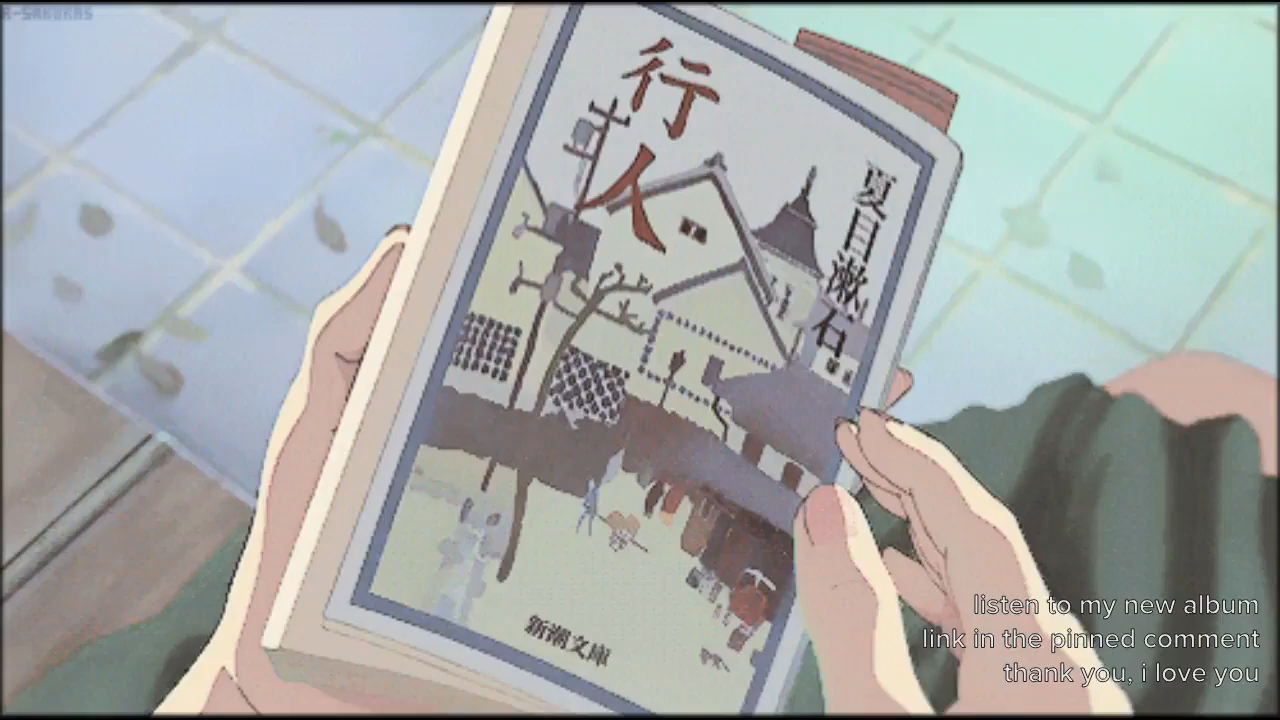 R-SAKURAS
行人
夏目漱石
新潮文庫
listen to my new album
link in the pinned comment
thank you, i love you